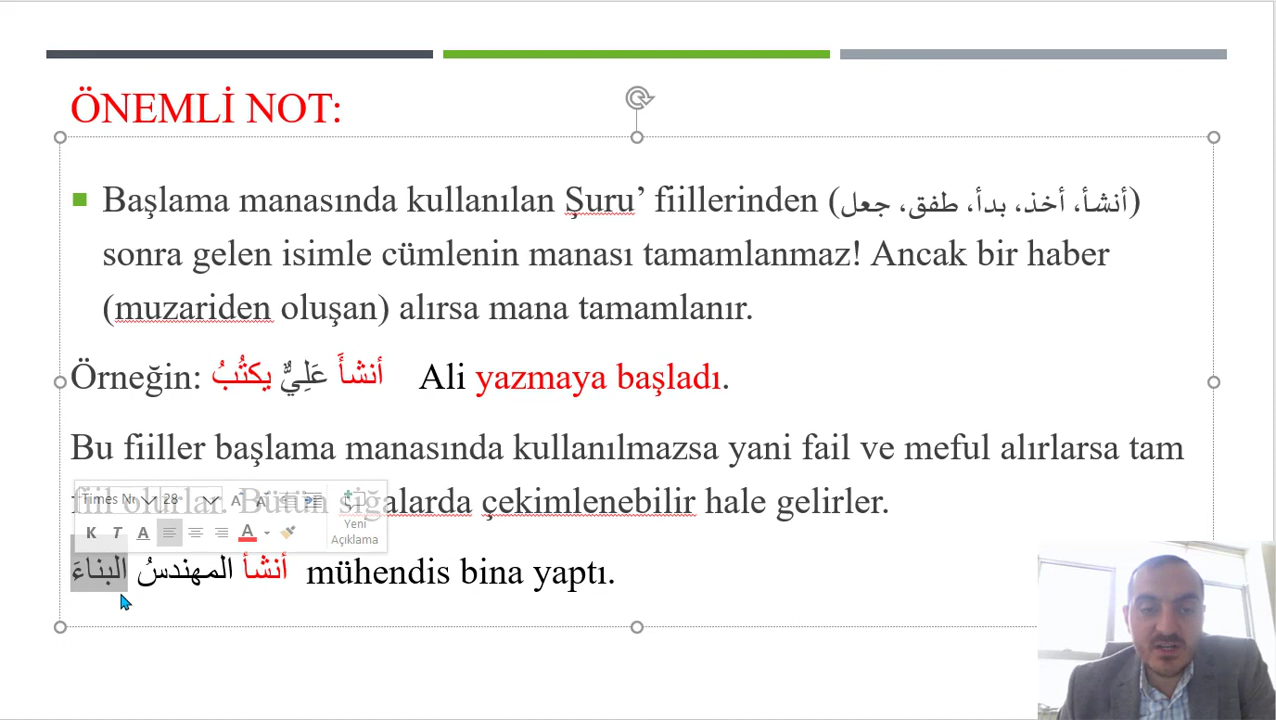 ÖNEMLİ NOT:
Başlama manasında kullanılan Şuru’ fiillerinden (أنشأ، أخذ، بدأ، طفق، جعل)
sonra gelen isimle cümlenin manası tamamlanmaz! Ancak bir haber
(muzariden oluşan) alırsa mana tamamlanır.
Örneğin: أنشأَ عَلِيٌّ يكتُبُ Ali yazmaya başladı.
Bu fiiller başlama manasında kullanılmazsa yani fail ve meful alırlarsa tam
fiil olurlar. Bütün siğalarda çekimlenebilir hale gelirler.
28
K T A A Yeni
Açıklama
أنشأ المهندسُ البناءَ mühendis bina yaptı.